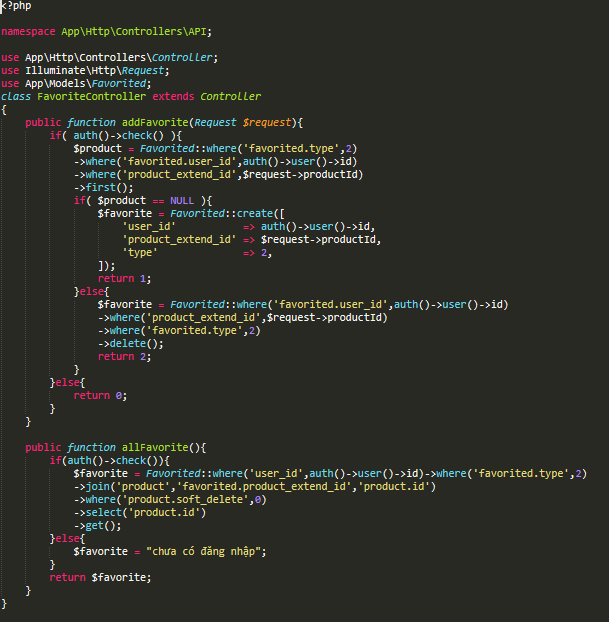 <?php

namespace App\Http\Controllers\API;

use App\Http\Controllers\Controller;
use Illuminate\Http\Request;
use App\Models\Favorited;
class FavoriteController extends Controller
{
    public function addFavorite(Request $request){
        if( auth()->check() ){
            $product = Favorited::where('favorited.type',2)
            ->where('favorited.user_id',auth()->user()->id)
            ->where('product_extend_id',$request->productId)
            ->first();
            if( $product == NULL ){
                $favorite = Favorited::create([
                    'user_id'           => auth()->user()->id,
                    'product_extend_id' => $request->productId,
                    'type'              => 2,
                ]);
                return 1;
            }else{
                $favorite = Favorited::where('favorited.user_id',auth()->user()->id)
                ->where('product_extend_id',$request->productId)
                ->where('favorited.type',2)
                ->delete();
                return 2;
            }
        }else{
            return 0;
        }
    }

    public function allFavorite(){
        if(auth()->check()){
            $favorite = Favorited::where('user_id',auth()->user()->id)->where('favorited.type',2)
            ->join('product','favorited.product_extend_id','product.id')
            ->where('product.soft_delete',0)
            ->select('product.id')
            ->get();
        }else{
            $favorite = "chưa có đăng nhập";
        }
        return $favorite;
    }
}